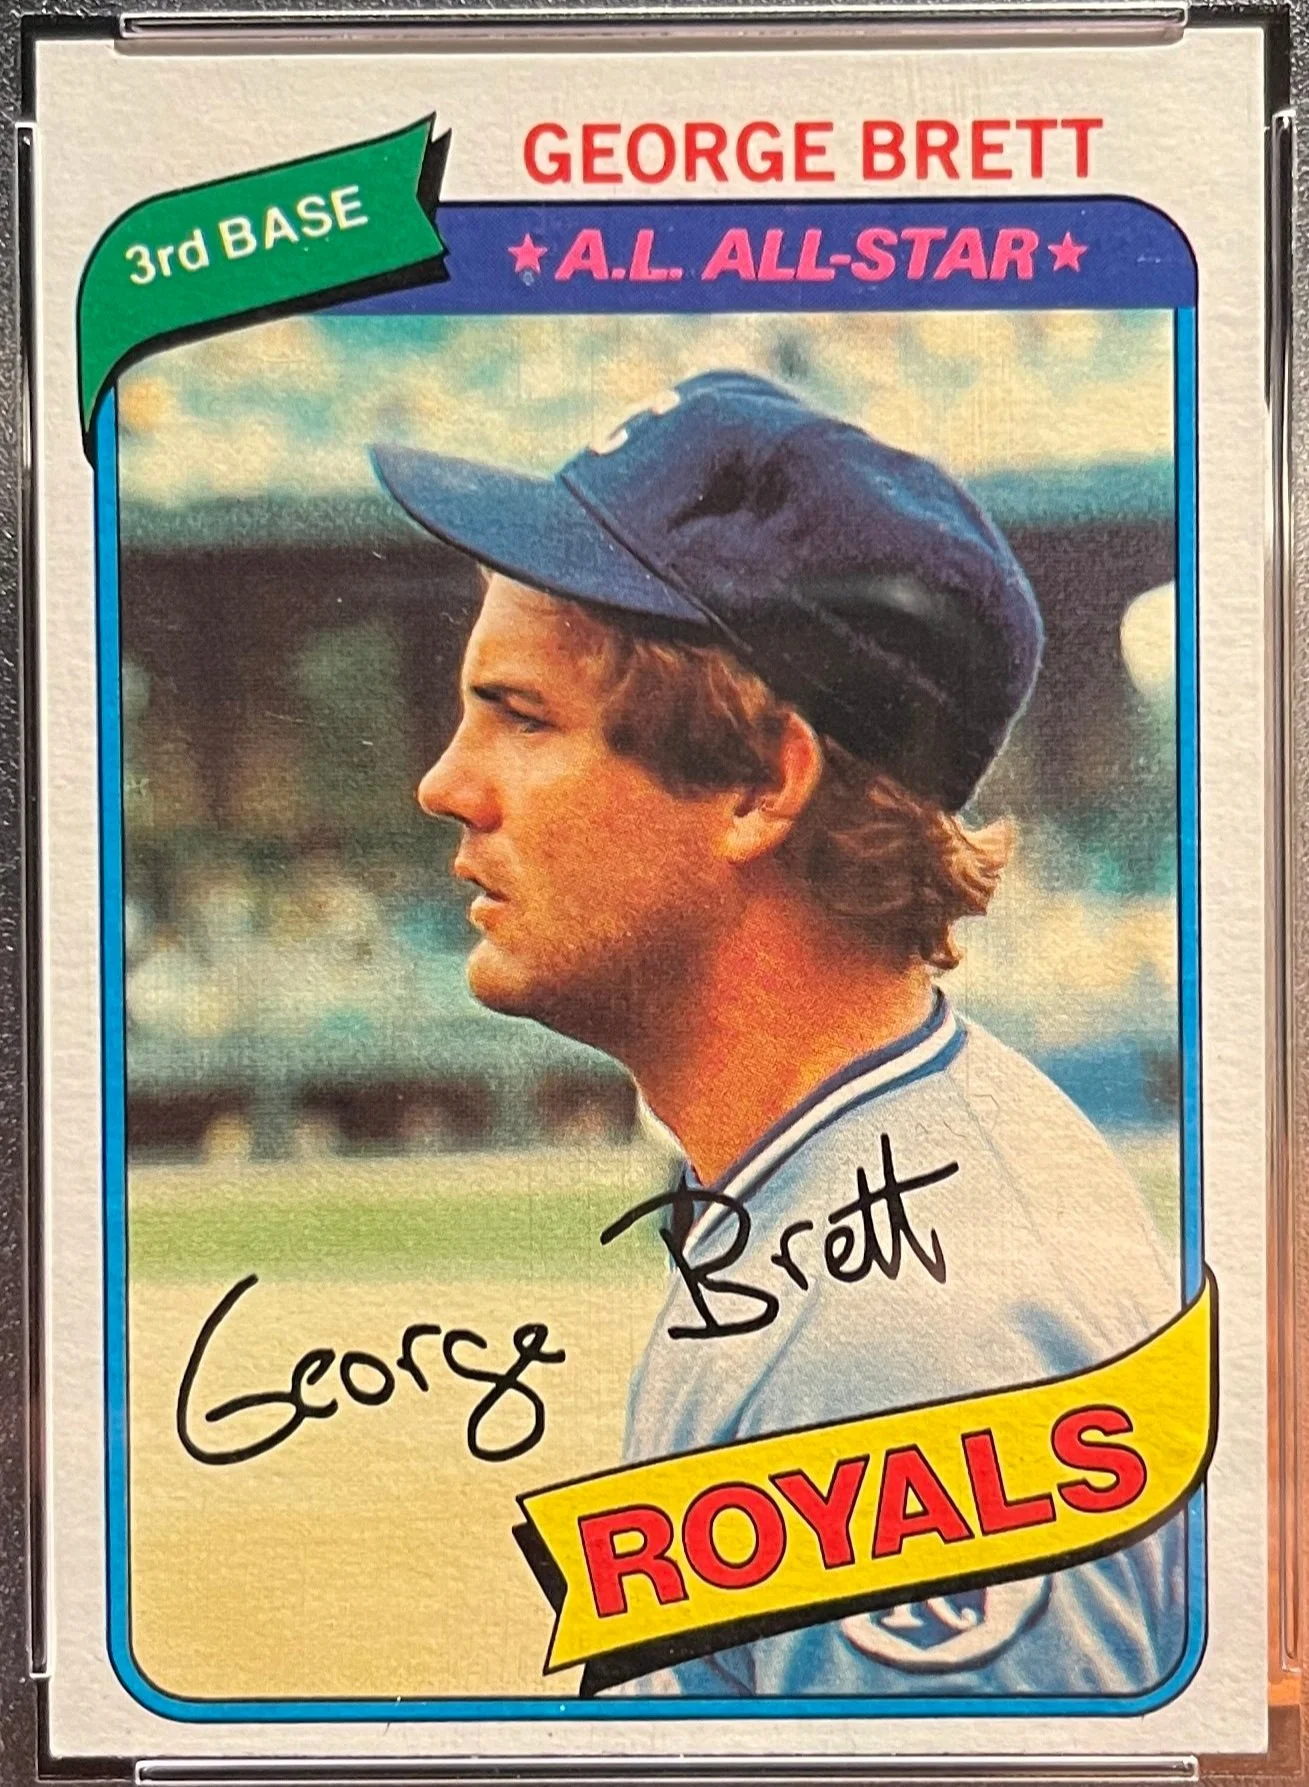 GEORGE BRETT
3rd BASE
★A.L. ALL-STAR★
George Brett
ROYALS
R